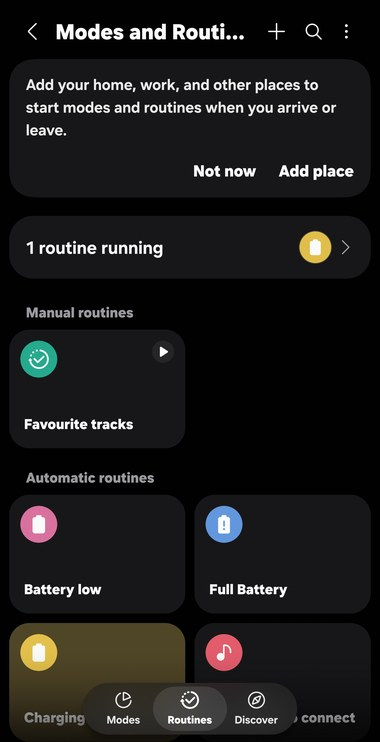 Modes and Routi...
Add your home, work, and other places to
start modes and routines when you arrive or
leave.
Not now Add place
1 routine running
Manual routines
Favourite tracks
Automatic routines
Battery low Full Battery
Charging connect
Modes Routines Discover